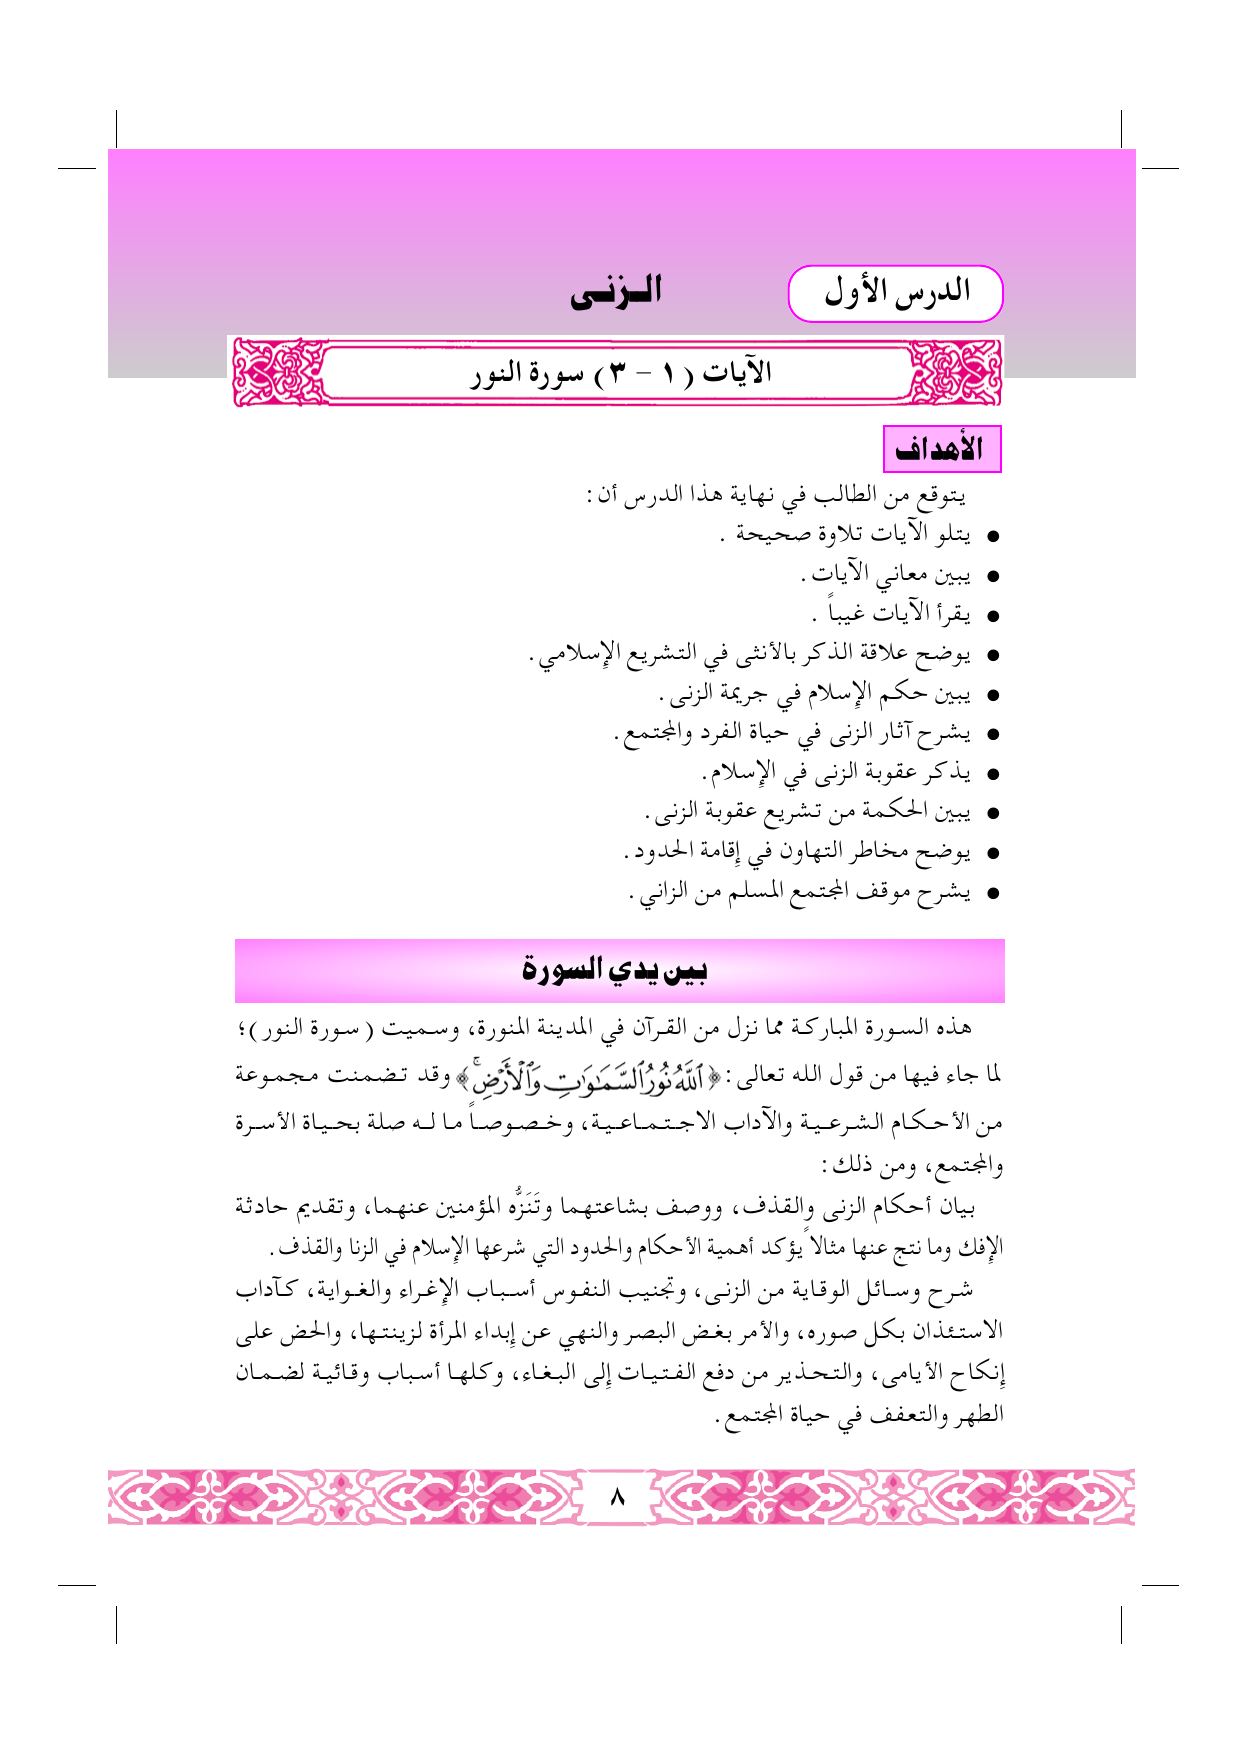 الدرس الأول
الـزنـى
الآيات ( ١ – ٣ ) سورة النور
الأهداف
يتوقع من الطالب في نهاية هذا الدرس أن :
● يتلو الآيات تلاوة صحيحة .
● يبين معاني الآيات .
● يقرأ الآيات غيباً .
● يوضح علاقة الذكر بالأنثى في التشريع الإسلامي .
● يبين حكم الإسلام في جريمة الزنى .
● يشرح آثار الزنى في حياة الفرد والمجتمع .
● يذكر عقوبة الزنى في الإسلام .
● يبين الحكمة من تشريع عقوبة الزنى .
● يوضح مخاطر التهاون في إقامة الحدود .
● يشرح موقف المجتمع المسلم من الزاني .
بين يدي السورة
هذه السورة المباركة مما نزل من القرآن في المدينة المنورة، وسميت ( سورة النور )؛
لما جاء فيها من قول الله تعالى : ﴿ ٱللَّهُ نُورُ ٱلسَّمَٰوَٰتِ وَٱلْأَرْضِۚ ﴾ وقد تضمنت مجموعة
من الأحكام الشرعية والآداب الاجتماعية، وخصوصاً ما له صلة بحياة الأسرة
والمجتمع، ومن ذلك :
بيان أحكام الزنى والقذف، ووصف بشاعتهما وتَنَزُّه المؤمنين عنهما، وتقديم حادثة
الإفك وما نتج عنها مثالاً يؤكد أهمية الأحكام والحدود التي شرعها الإسلام في الزنا والقذف .
شرح وسائل الوقاية من الزنى، وتجنيب النفوس أسباب الإغراء والغواية، كآداب
الاستئذان بكل صوره، والأمر بغض البصر والنهي عن إبداء المرأة لزينتها، والحض على
إنكاح الأيامى، والتحذير من دفع الفتيات إلى البغاء، وكلها أسباب وقائية لضمان
الطهر والتعفف في حياة المجتمع .
٨